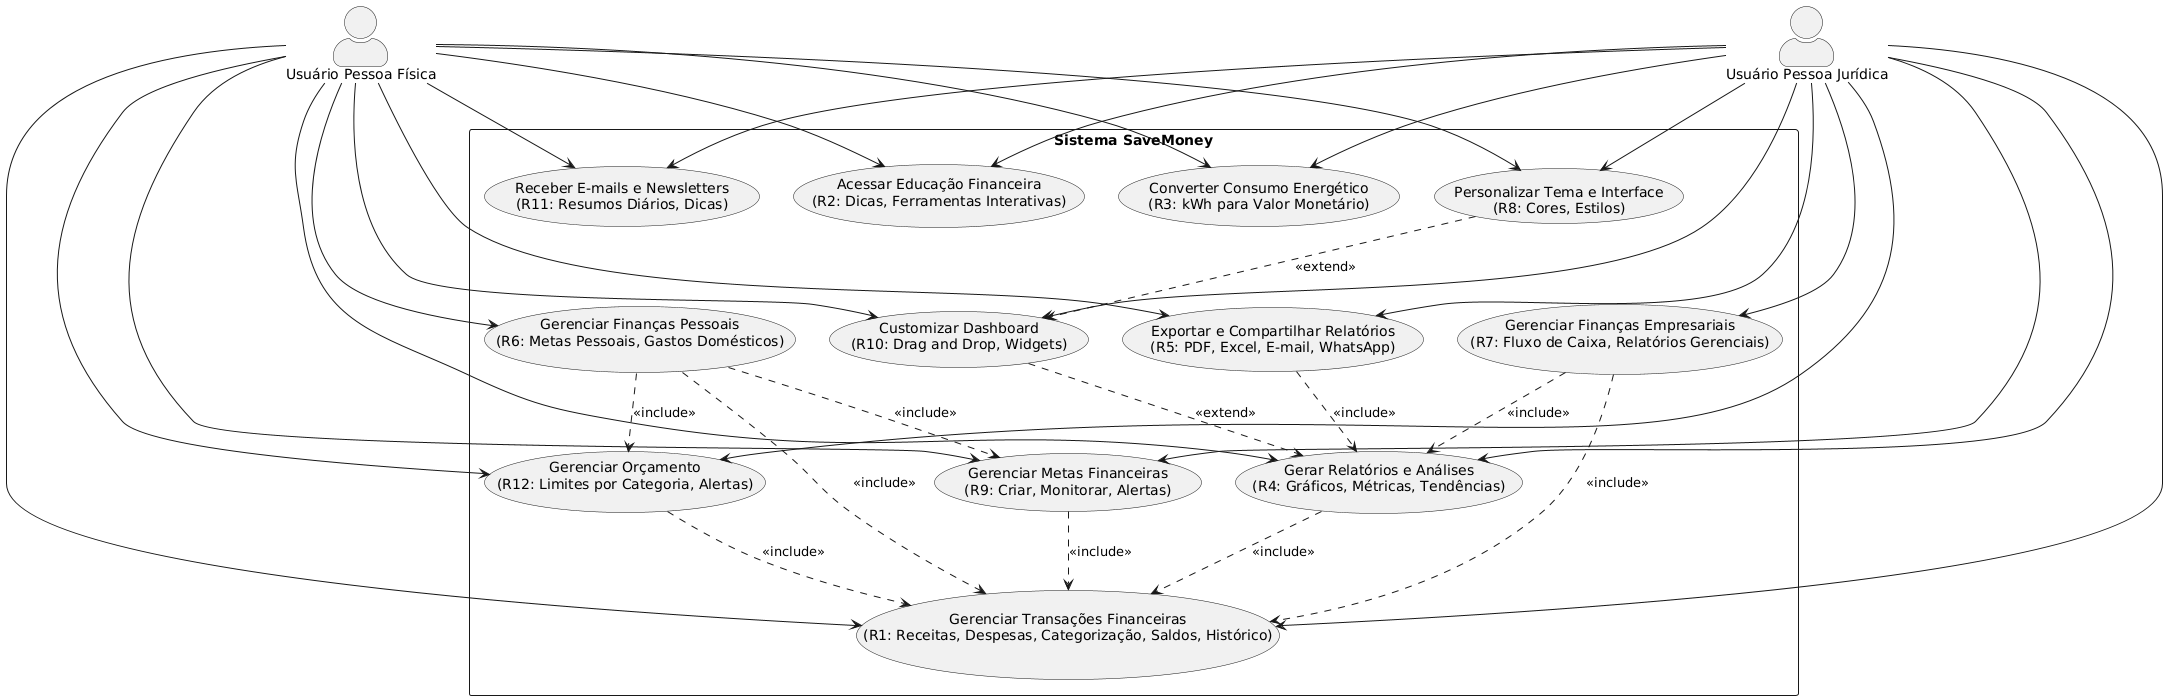 Usuário Pessoa Física
Usuário Pessoa Jurídica
Sistema SaveMoney
Receber E-mails e Newsletters
(R11: Resumos Diários, Dicas)
Acessar Educação Financeira
(R2: Dicas, Ferramentas Interativas)
Converter Consumo Energético
(R3: kWh para Valor Monetário)
Personalizar Tema e Interface
(R8: Cores, Estilos)
«extend»
Gerenciar Finanças Pessoais
(R6: Metas Pessoais, Gastos Domésticos)
Customizar Dashboard
(R10: Drag and Drop, Widgets)
Exportar e Compartilhar Relatórios
(R5: PDF, Excel, E-mail, WhatsApp)
Gerenciar Finanças Empresariais
(R7: Fluxo de Caixa, Relatórios Gerenciais)
«include»
«include»
«extend»
«include»
«include»
Gerenciar Orçamento
(R12: Limites por Categoria, Alertas)
«include»
Gerenciar Metas Financeiras
(R9: Criar, Monitorar, Alertas)
Gerar Relatórios e Análises
(R4: Gráficos, Métricas, Tendências)
«include»
«include»
«include»
«include»
Gerenciar Transações Financeiras
(R1: Receitas, Despesas, Categorização, Saldos, Histórico)